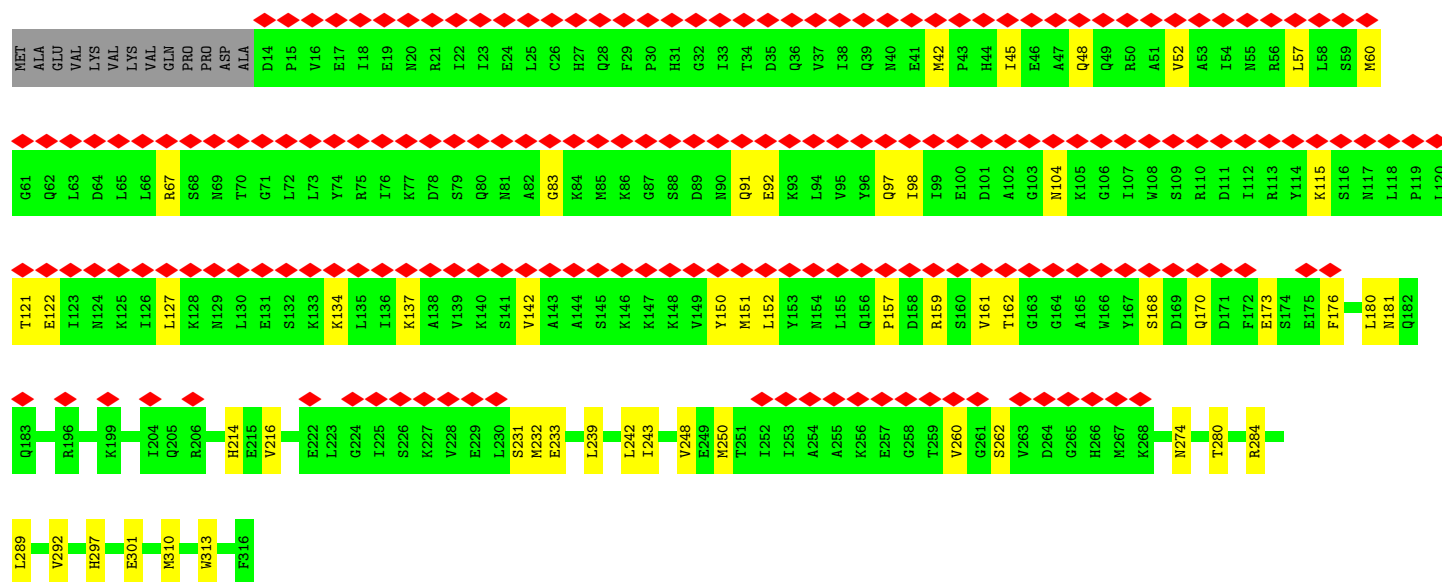 MET ALA GLU VAL LYS VAL LYS VAL GLN PRO PRO ASP ALA D14 P15 V16 E17 I18 E19 N20 R21 I22 I23 E24 L25 C26 H27 Q28 F29 P30 H31 G32 I33 T34 D35 Q36 V37 I38 Q39 N40 E41 M42 P43 H44 I45 E46 A47 Q48 Q49 R50 A51 V52 A53 I54 N55 R56 L57 L58 S59 M60
G61 Q62 L63 D64 L65 L66 R67 S68 N69 T70 G71 L72 L73 Y74 R75 I76 K77 D78 S79 Q80 N81 A82 G83 K84 M85 K86 G87 S88 D89 N90 Q91 E92 K93 L94 V95 Y96 Q97 I98 I99 E100 D101 A102 G103 N104 K105 G106 I107 W108 S109 R110 D111 I112 R113 Y114 K115 S116 N117 L118 P119 L120
T121 E122 I123 N124 K125 I126 L127 K128 N129 L130 E131 S132 K133 K134 L135 I136 K137 A138 V139 K140 S141 V142 A143 A144 S145 K146 K147 K148 V149 Y150 M151 L152 Y153 N154 L155 Q156 P157 D158 R159 S160 V161 T162 G163 G164 A165 W166 Y167 S168 D169 Q170 D171 F172 E173 S174 E175 F176 L180 N181 Q182
Q183 R196 K199 I204 Q205 R206 H214 E215 V216 E222 L223 G224 I225 S226 K227 V228 E229 L230 S231 M232 E233 L239 L242 I243 V248 E249 M250 T251 I252 I253 A254 A255 K256 E257 G258 T259 V260 G261 S262 V263 D264 G265 H266 M267 K268 N274 T280 R284
L289 V292 H297 E301 M310 W313 F316